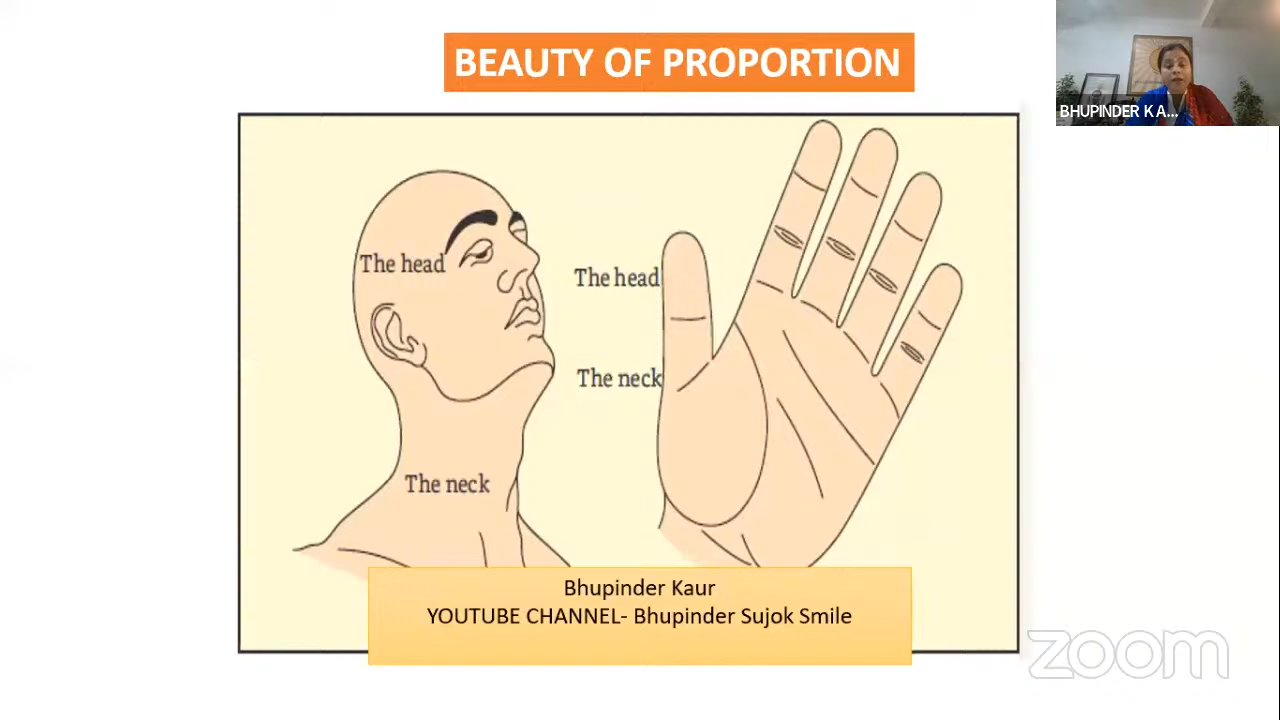 BEAUTY OF PROPORTION
BHUPINDER KA...
The head
The head
The neck
The neck
Bhupinder Kaur
YOUTUBE CHANNEL- Bhupinder Sujok Smile
zoom